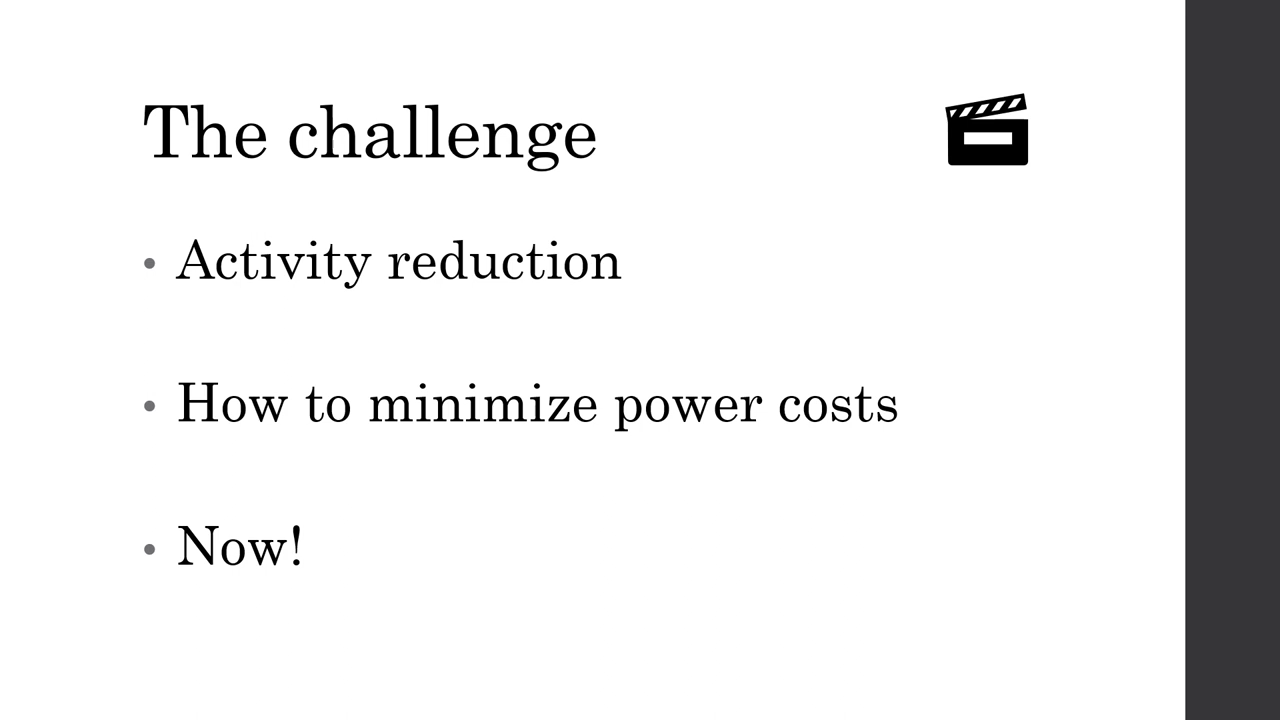 The challenge
• Activity reduction
• How to minimize power costs
• Now!